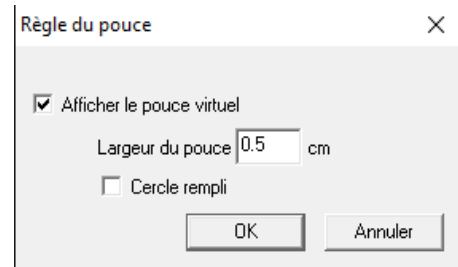 Règle du pouce
Afficher le pouce virtuel
Largeur du pouce 0.5 cm
Cercle rempli
OK Annuler